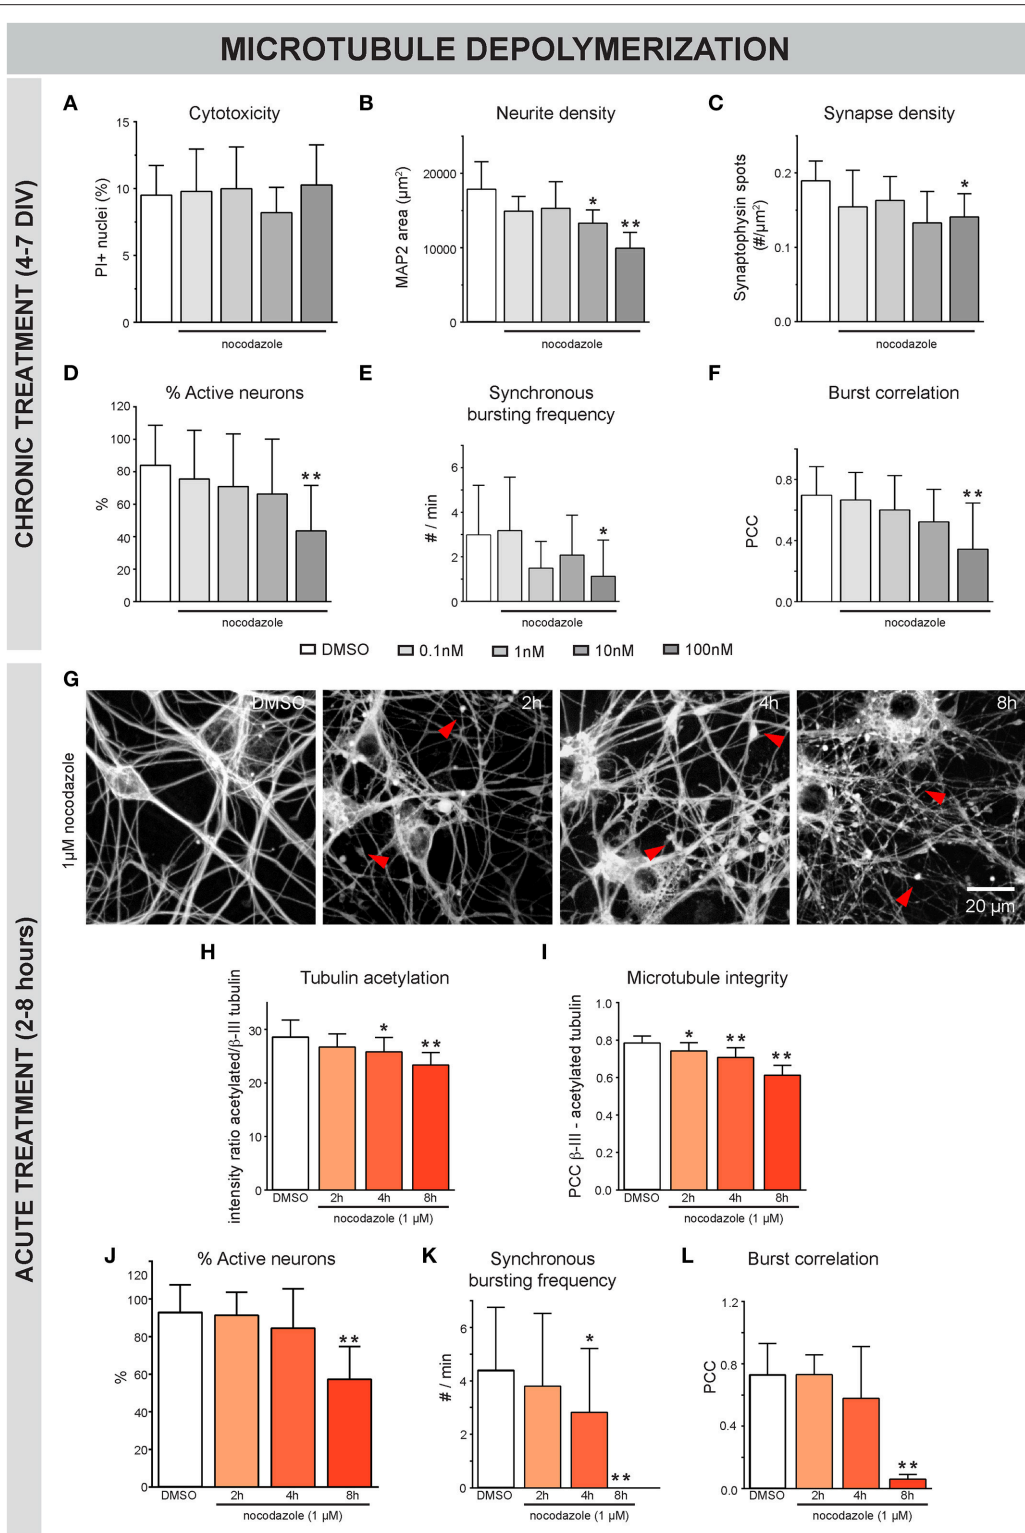 MICROTUBULE DEPOLYMERIZATION
CHRONIC TREATMENT (4-7 DIV)
A
Cytotoxicity
PI+ nuclei (%)
15
10
5
0
nocodazole
B
Neurite density
MAP2 area (µm²)
20000
10000
0
*
**
nocodazole
C
Synapse density
Synaptophysin spots
(#/µm²)
0.2
0.1
0.0
*
nocodazole
D
% Active neurons
%
120
100
80
60
40
20
0
**
nocodazole
E
Synchronous
bursting frequency
# / min
6
4
2
0
*
nocodazole
F
Burst correlation
PCC
0.8
0.4
0.0
**
nocodazole
DMSO 0.1nM 1nM 10nM 100nM
ACUTE TREATMENT (2-8 hours)
G
1µM nocodazole
DMSO
2h
4h
8h
20 µm
H
Tubulin acetylation
intensity ratio acetylated/β-III tubulin
30
20
10
0
*
**
DMSO 2h 4h 8h
nocodazole (1 µM)
I
Microtubule integrity
PCC β-III - acetylated tubulin
1.0
0.8
0.6
0.4
0.2
0.0
*
**
**
DMSO 2h 4h 8h
nocodazole (1 µM)
J
% Active neurons
%
120
100
80
60
40
20
0
**
DMSO 2h 4h 8h
nocodazole (1 µM)
K
Synchronous
bursting frequency
# / min
6
4
2
0
*
**
DMSO 2h 4h 8h
nocodazole (1 µM)
L
Burst correlation
PCC
1.2
0.8
0.4
0.0
**
DMSO 2h 4h 8h
nocodazole (1 µM)